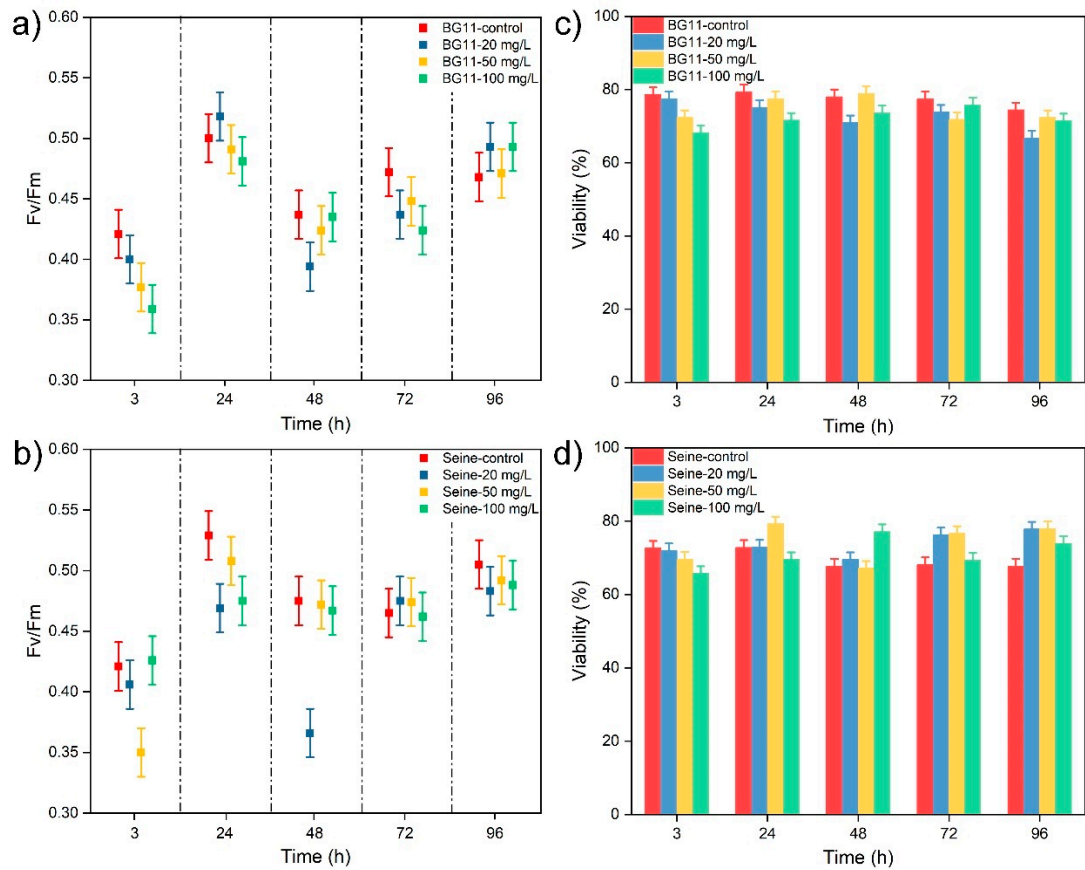 a)
0.60
0.55
0.50
0.45
0.40
0.35
0.30
Fv/Fm
BG11-control
BG11-20 mg/L
BG11-50 mg/L
BG11-100 mg/L
3 24 48 72 96
Time (h)
c)
100
80
60
40
20
0
Viability (%)
BG11-control
BG11-20 mg/L
BG11-50 mg/L
BG11-100 mg/L
3 24 48 72 96
Time (h)
b)
0.60
0.55
0.50
0.45
0.40
0.35
0.30
Fv/Fm
Seine-control
Seine-20 mg/L
Seine-50 mg/L
Seine-100 mg/L
3 24 48 72 96
Time (h)
d)
100
80
60
40
20
0
Viability (%)
Seine-control
Seine-20 mg/L
Seine-50 mg/L
Seine-100 mg/L
3 24 48 72 96
Time (h)